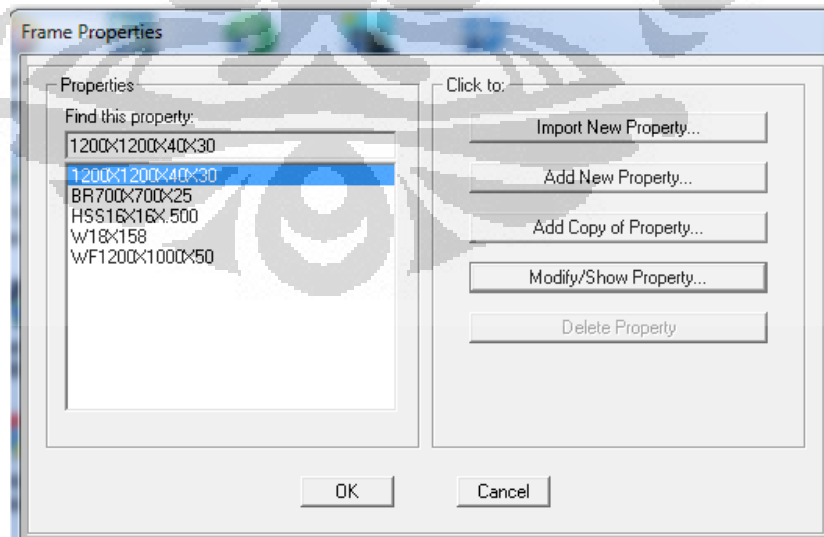 Frame Properties
Properties
Find this property:
1200X1200X40X30
1200X1200X40X30
BR700X700X25
HSS16X16X.500
W18X158
WF1200X1000X50
Click to:
Import New Property...
Add New Property...
Add Copy of Property...
Modify/Show Property...
Delete Property
OK
Cancel